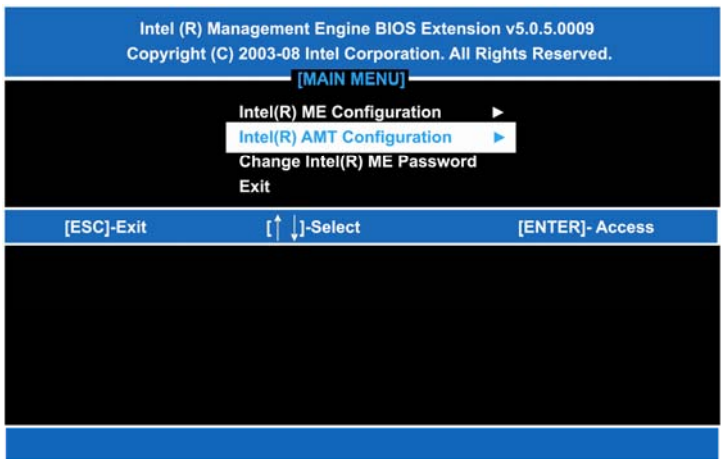 Intel (R) Management Engine BIOS Extension v5.0.5.0009
Copyright (C) 2003-08 Intel Corporation. All Rights Reserved.
[MAIN MENU]
Intel(R) ME Configuration ►
Intel(R) AMT Configuration ►
Change Intel(R) ME Password
Exit
[ESC]-Exit [↑ ↓]-Select [ENTER]- Access